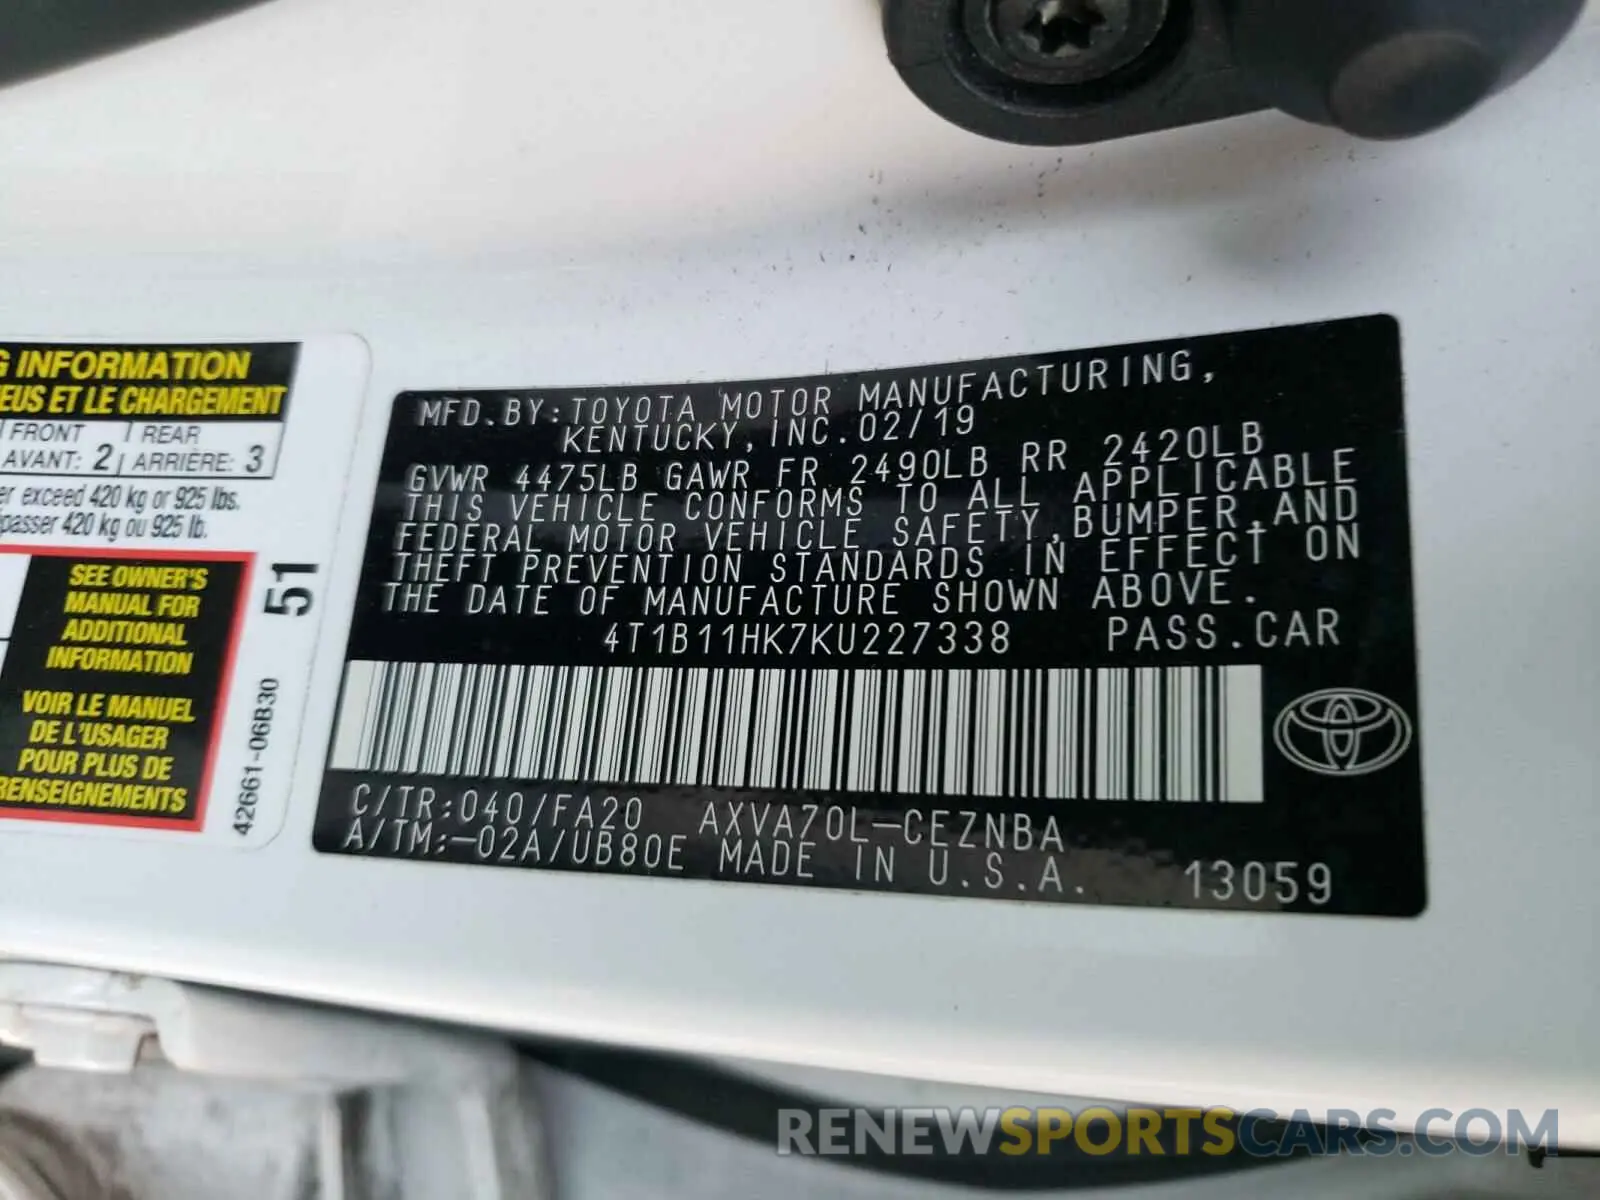 G INFORMATION
EUS ET LE CHARGEMENT
FRONT REAR
AVANT: 2 ARRIÈRE: 3
er exceed 420 kg or 925 lbs.
passer 420 kg ou 925 lb.
SEE OWNER'S
MANUAL FOR
ADDITIONAL
INFORMATION
VOIR LE MANUEL
DE L'USAGER
POUR PLUS DE
RENSEIGNEMENTS
51
42661-06B30
MFD.BY:TOYOTA MOTOR MANUFACTURING,
KENTUCKY,INC.02/19
GVWR 4475LB GAWR FR 2490LB RR 2420LB
THIS VEHICLE CONFORMS TO ALL APPLICABLE
FEDERAL MOTOR VEHICLE SAFETY,BUMPER,AND
THEFT PREVENTION STANDARDS IN EFFECT ON
THE DATE OF MANUFACTURE SHOWN ABOVE.
4T1B11HK7KU227338 PASS.CAR
C/TR:040/FA20 AXVA70L-CEZNBA
A/TM:-02A/UB80E MADE IN U.S.A. 13059
RENEWSPORTSCARS.COM